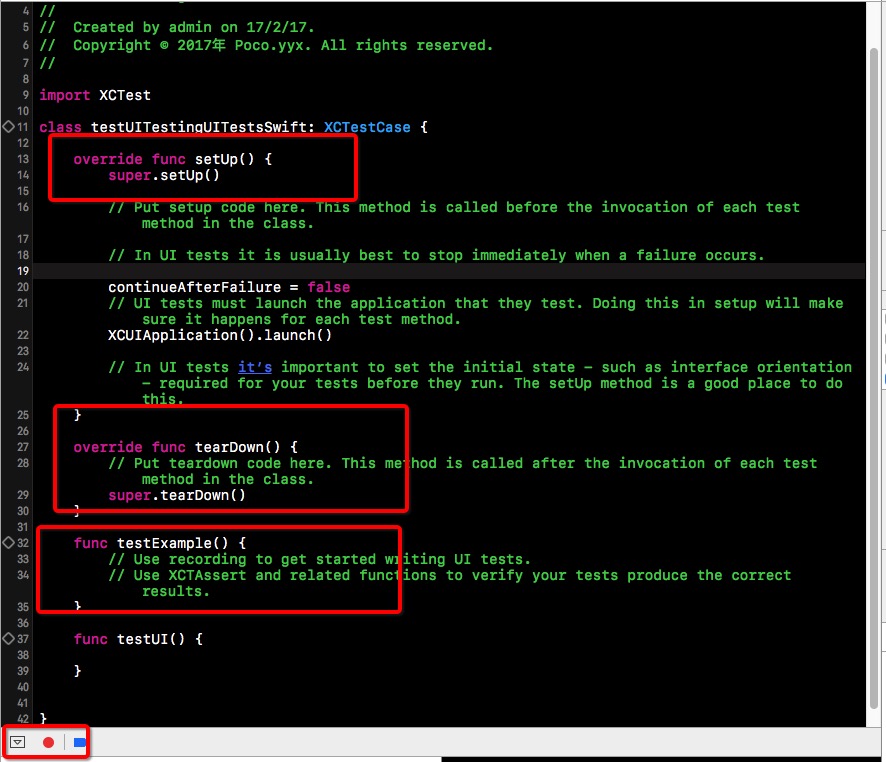 4 //
5 //  Created by admin on 17/2/17.
6 //  Copyright © 2017年 Poco.yyx. All rights reserved.
7 //
8
9 import XCTest
10
11 class testUITestingUITestsSwift: XCTestCase {
12
13     override func setUp() {
14         super.setUp()
15
16         // Put setup code here. This method is called before the invocation of each test
method in the class.
17
18         // In UI tests it is usually best to stop immediately when a failure occurs.
19
20         continueAfterFailure = false
21         // UI tests must launch the application that they test. Doing this in setup will make
sure it happens for each test method.
22         XCUIApplication().launch()
23
24         // In UI tests it’s important to set the initial state - such as interface orientation
- required for your tests before they run. The setUp method is a good place to do
this.
25     }
26
27     override func tearDown() {
28         // Put teardown code here. This method is called after the invocation of each test
method in the class.
29         super.tearDown()
30     }
31
32     func testExample() {
33         // Use recording to get started writing UI tests.
34         // Use XCTAssert and related functions to verify your tests produce the correct
results.
35     }
36
37     func testUI() {
38
39     }
40
41
42 }